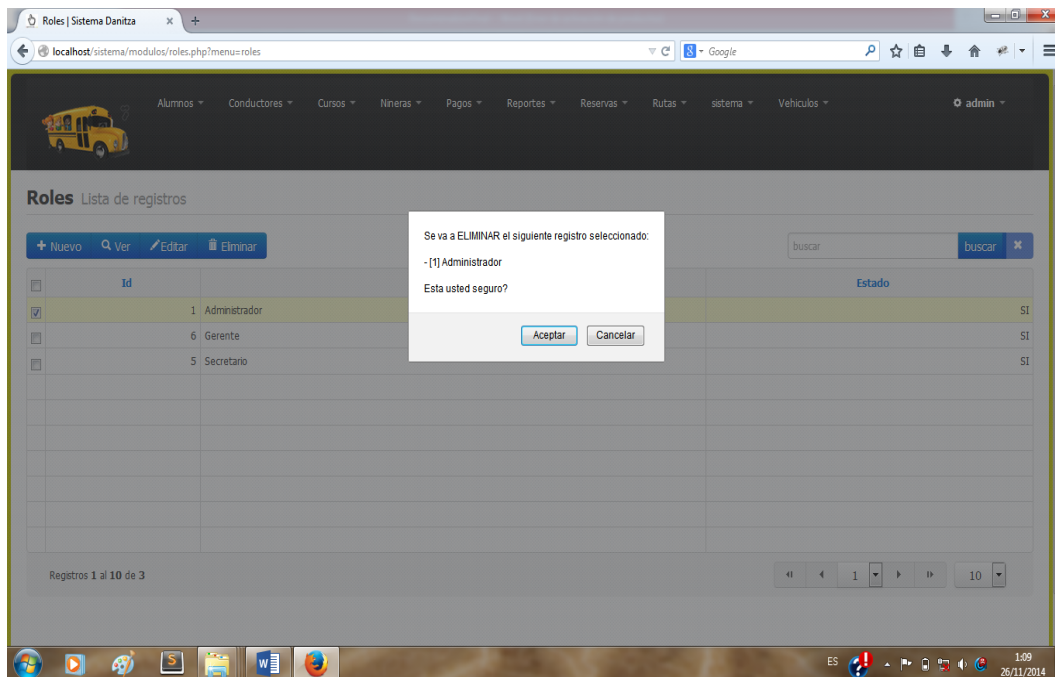 Roles | Sistema Danitza
localhost/sistema/modulos/roles.php?menu=roles
Google
Alumnos Conductores Cursos Nineras Pagos Reportes Reservas Rutas sistema Vehiculos admin
Roles Lista de registros
Nuevo Ver Editar Eliminar
buscar buscar
Id Estado
1 Administrador SI
6 Gerente SI
5 Secretario SI
Se va a ELIMINAR el siguiente registro seleccionado:
- [1] Administrador
Esta usted seguro?
Aceptar Cancelar
Registros 1 al 10 de 3
1 10
ES 1:09
26/11/2014